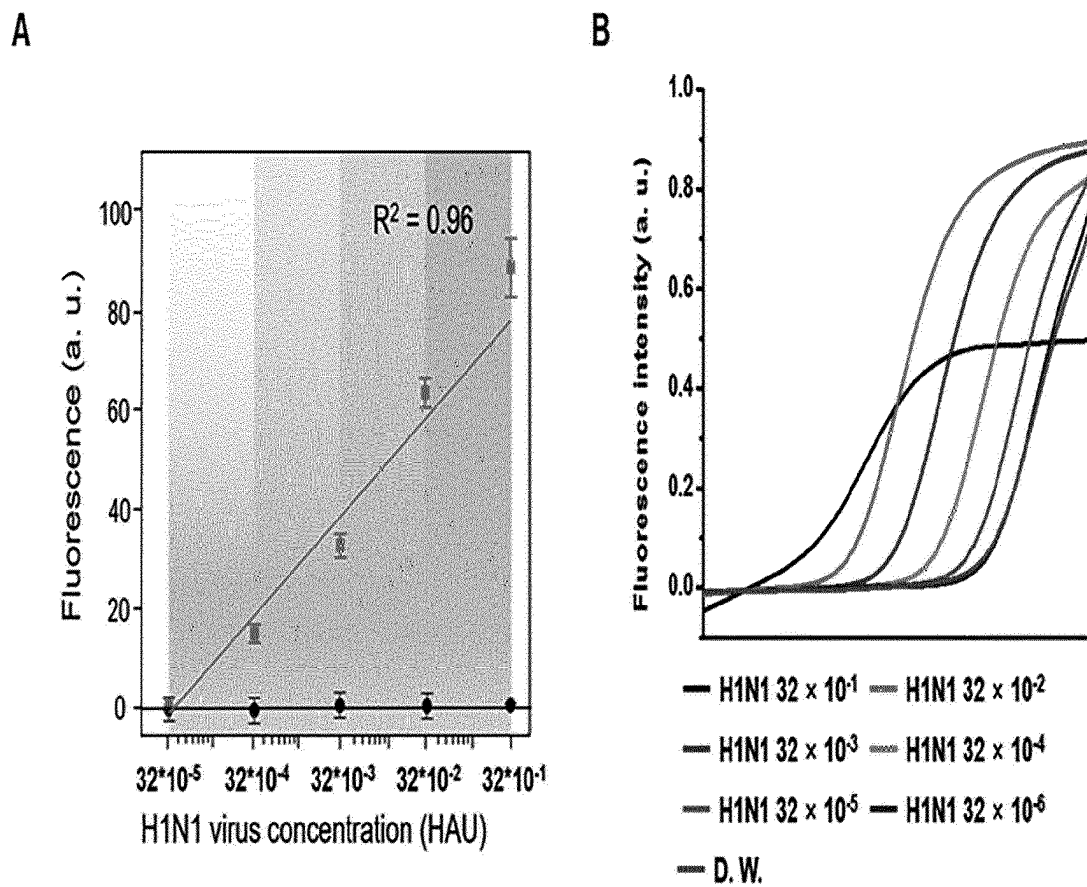 A
Fluorescence (a. u.)
100
80
60
40
20
0
R² = 0.96
32*10⁻⁵ 32*10⁻⁴ 32*10⁻³ 32*10⁻² 32*10⁻¹
H1N1 virus concentration (HAU)
B
Fluorescence intensity (a. u.)
1.0
0.8
0.6
0.4
0.2
0.0
H1N1 32 × 10⁻¹ H1N1 32 × 10⁻²
H1N1 32 × 10⁻³ H1N1 32 × 10⁻⁴
H1N1 32 × 10⁻⁵ H1N1 32 × 10⁻⁶
D. W.